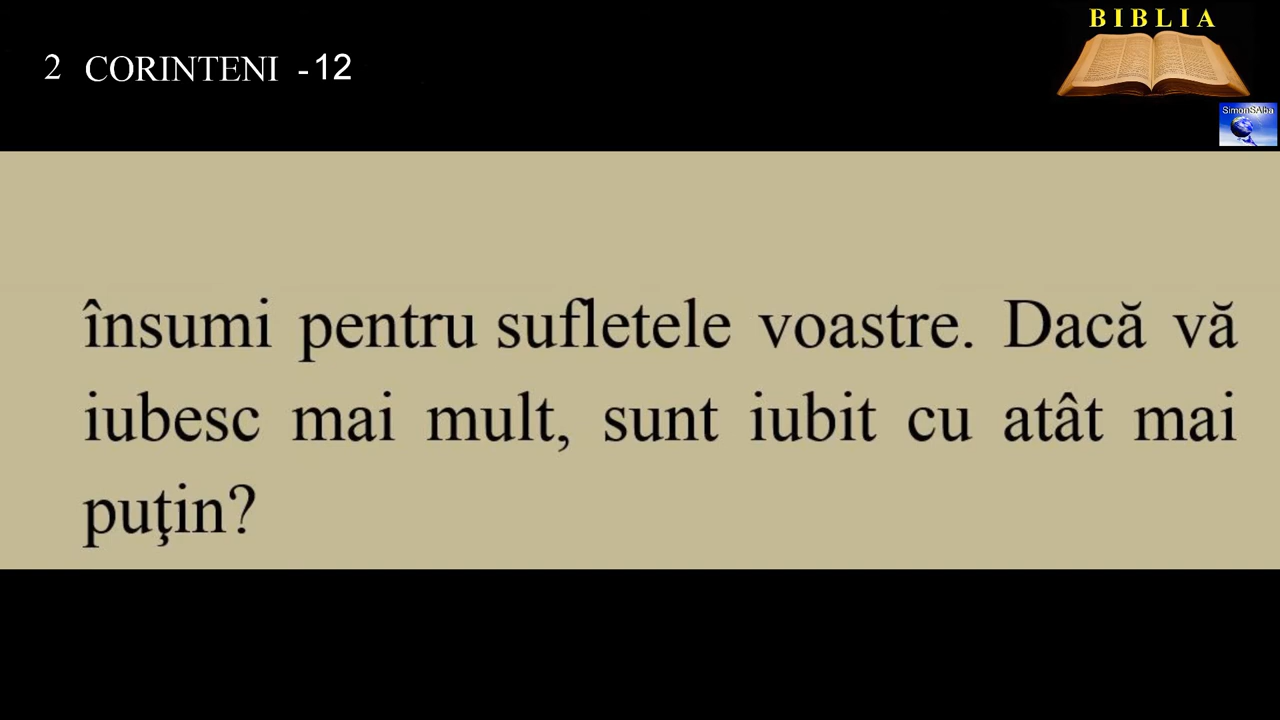 BIBLIA
2 CORINTENI -12
SimonSAlba
însumi pentru sufletele voastre. Dacă vă
iubesc mai mult, sunt iubit cu atât mai
puţin?